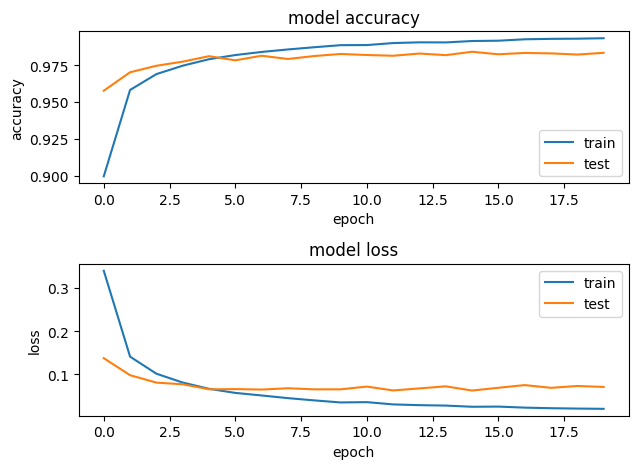 model accuracy
0.975
0.950
0.925
0.900
accuracy
train
test
0.0 2.5 5.0 7.5 10.0 12.5 15.0 17.5
epoch
model loss
0.3
0.2
0.1
loss
train
test
0.0 2.5 5.0 7.5 10.0 12.5 15.0 17.5
epoch